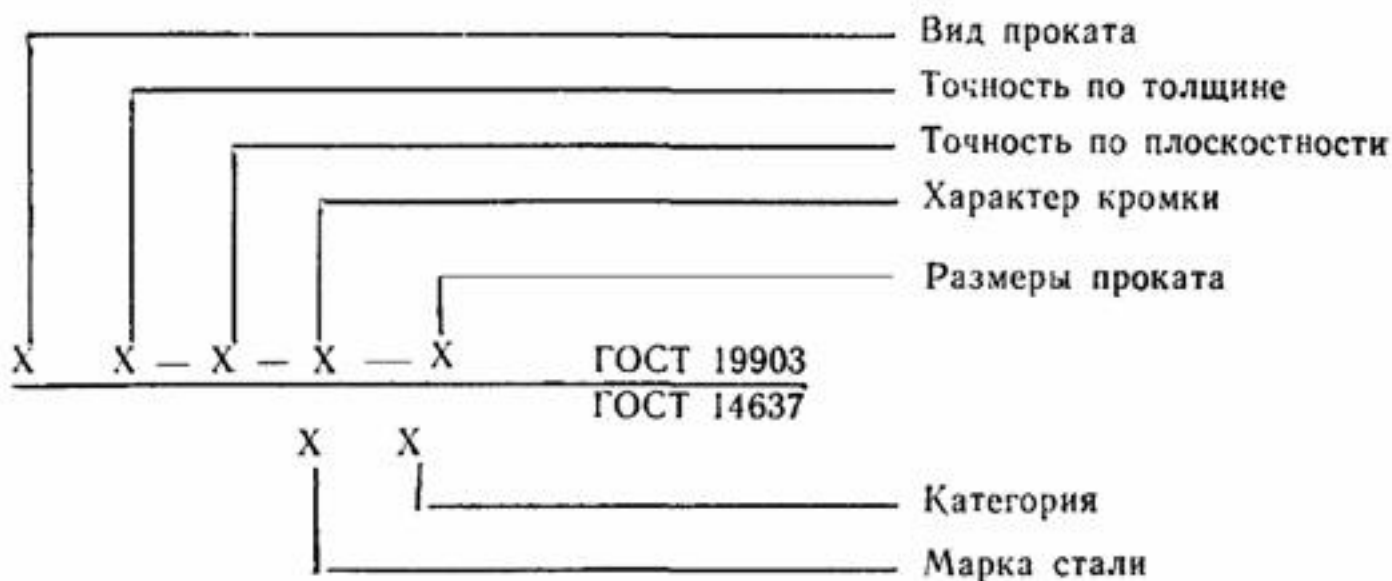 Вид проката
Точность по толщине
Точность по плоскостности
Характер кромки
Размеры проката
X X — X — X — X ГОСТ 19903
ГОСТ 14637
X X
Категория
Марка стали